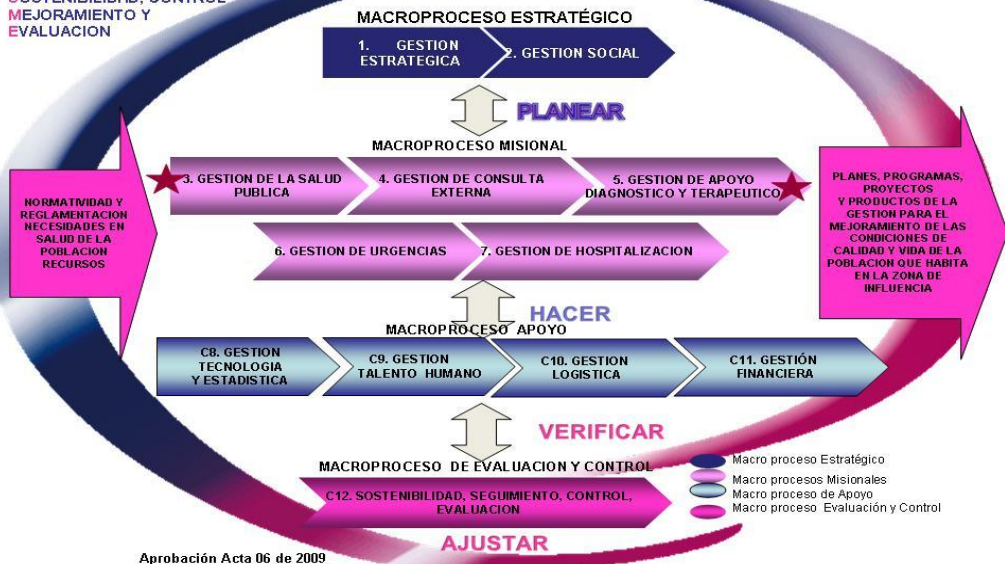 SOSTENIBILIDAD, CONTROL
MEJORAMIENTO Y
EVALUACION
MACROPROCESO ESTRATÉGICO
1. GESTION
ESTRATEGICA
2. GESTION SOCIAL
PLANEAR
MACROPROCESO MISIONAL
3. GESTION DE LA SALUD
PUBLICA
4. GESTION DE CONSULTA
EXTERNA
5. GESTION DE APOYO
DIAGNOSTICO Y TERAPEUTICO
NORMATIVIDAD Y
REGLAMENTACION
NECESIDADES EN
SALUD DE LA
POBLACION
RECURSOS
PLANES, PROGRAMAS,
PROYECTOS
Y PRODUCTOS DE LA
GESTION PARA EL
MEJORAMIENTO DE LAS
CONDICIONES DE
CALIDAD Y VIDA DE LA
POBLACION QUE HABITA
EN LA ZONA DE
INFLUENCIA
6. GESTION DE URGENCIAS
7. GESTION DE HOSPITALIZACION
HACER
MACROPROCESO APOYO
C8. GESTION
TECNOLOGIA
Y ESTADISTICA
C9. GESTION
TALENTO HUMANO
C10. GESTION
LOGISTICA
C11. GESTIÓN
FINANCIERA
VERIFICAR
MACROPROCESO DE EVALUACION Y CONTROL
C12. SOSTENIBILIDAD, SEGUIMIENTO, CONTROL,
EVALUACION
Macro proceso Estratégico
Macro procesos Misionales
Macro proceso de Apoyo
Macro proceso Evaluación y Control
AJUSTAR
Aprobación Acta 06 de 2009